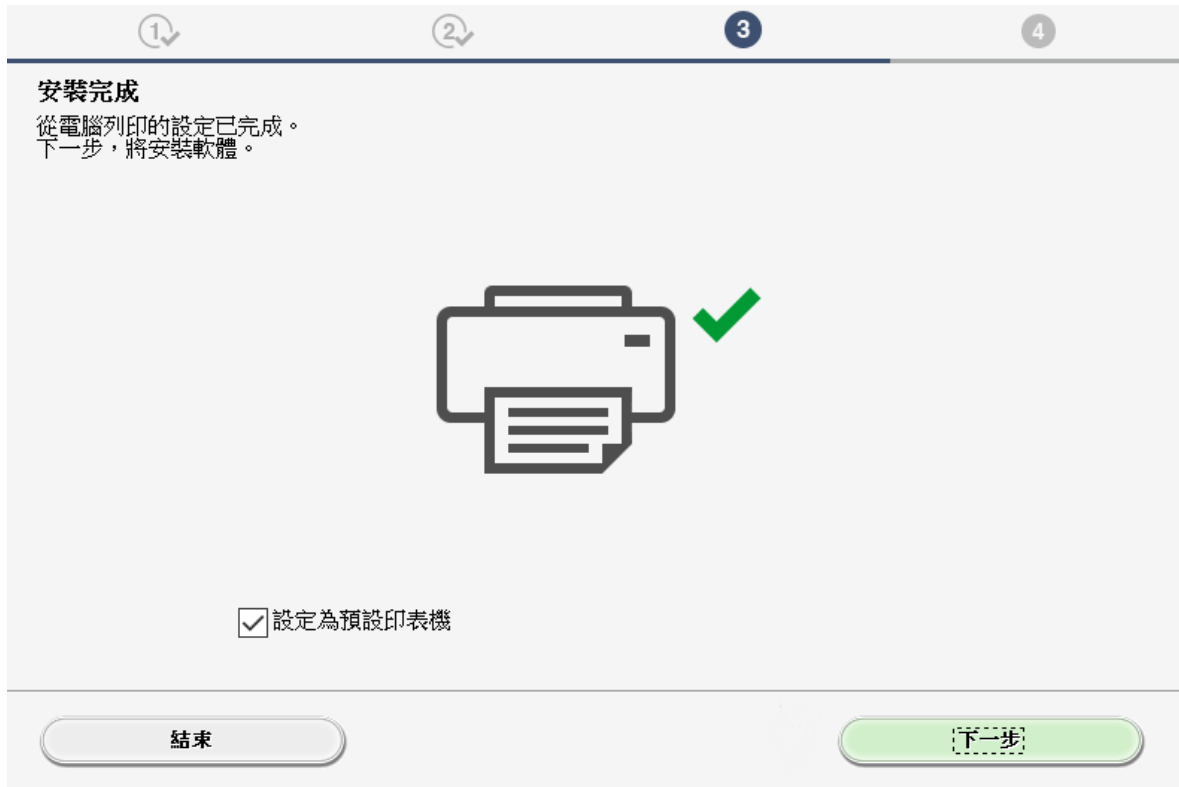 1
2
3
4
安裝完成
從電腦列印的設定已完成。
下一步，將安裝軟體。
設定為預設印表機
結束
下一步